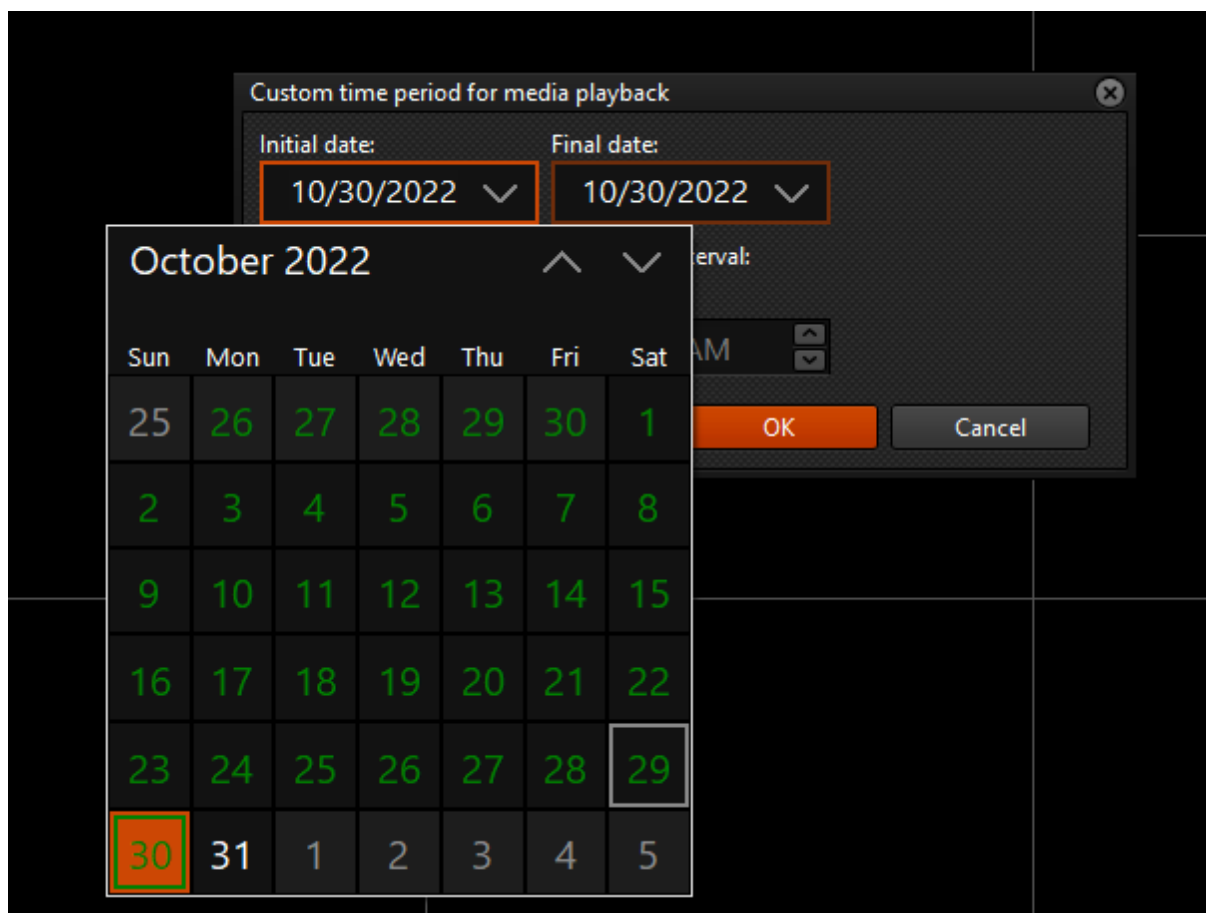 Custom time period for media playback
Initial date: Final date:
10/30/2022 10/30/2022
October 2022
erval:
Sun Mon Tue Wed Thu Fri Sat
AM
25 26 27 28 29 30 1
OK Cancel
2 3 4 5 6 7 8
9 10 11 12 13 14 15
16 17 18 19 20 21 22
23 24 25 26 27 28 29
30 31 1 2 3 4 5